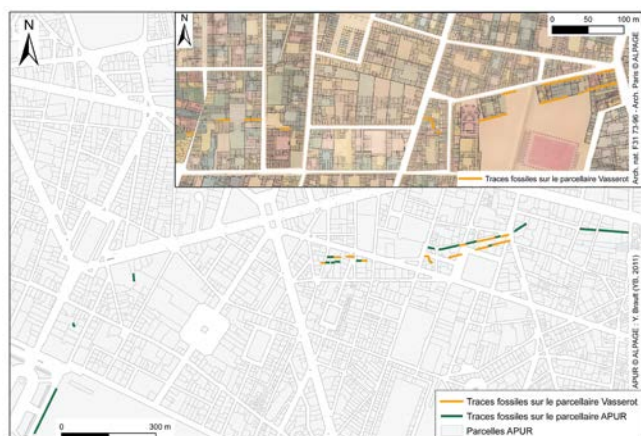 N
N
0 50 100 m
Traces fossiles sur le parcellaire Vasserot
Arch. nat. F31 73-96 - Arch. Paris © ALPAGE
APUR © ALPAGE - Y. Brault (YB, 2011)
Traces fossiles sur le parcellaire Vasserot
Traces fossiles sur le parcellaire APUR
Parcelles APUR
0 300 m